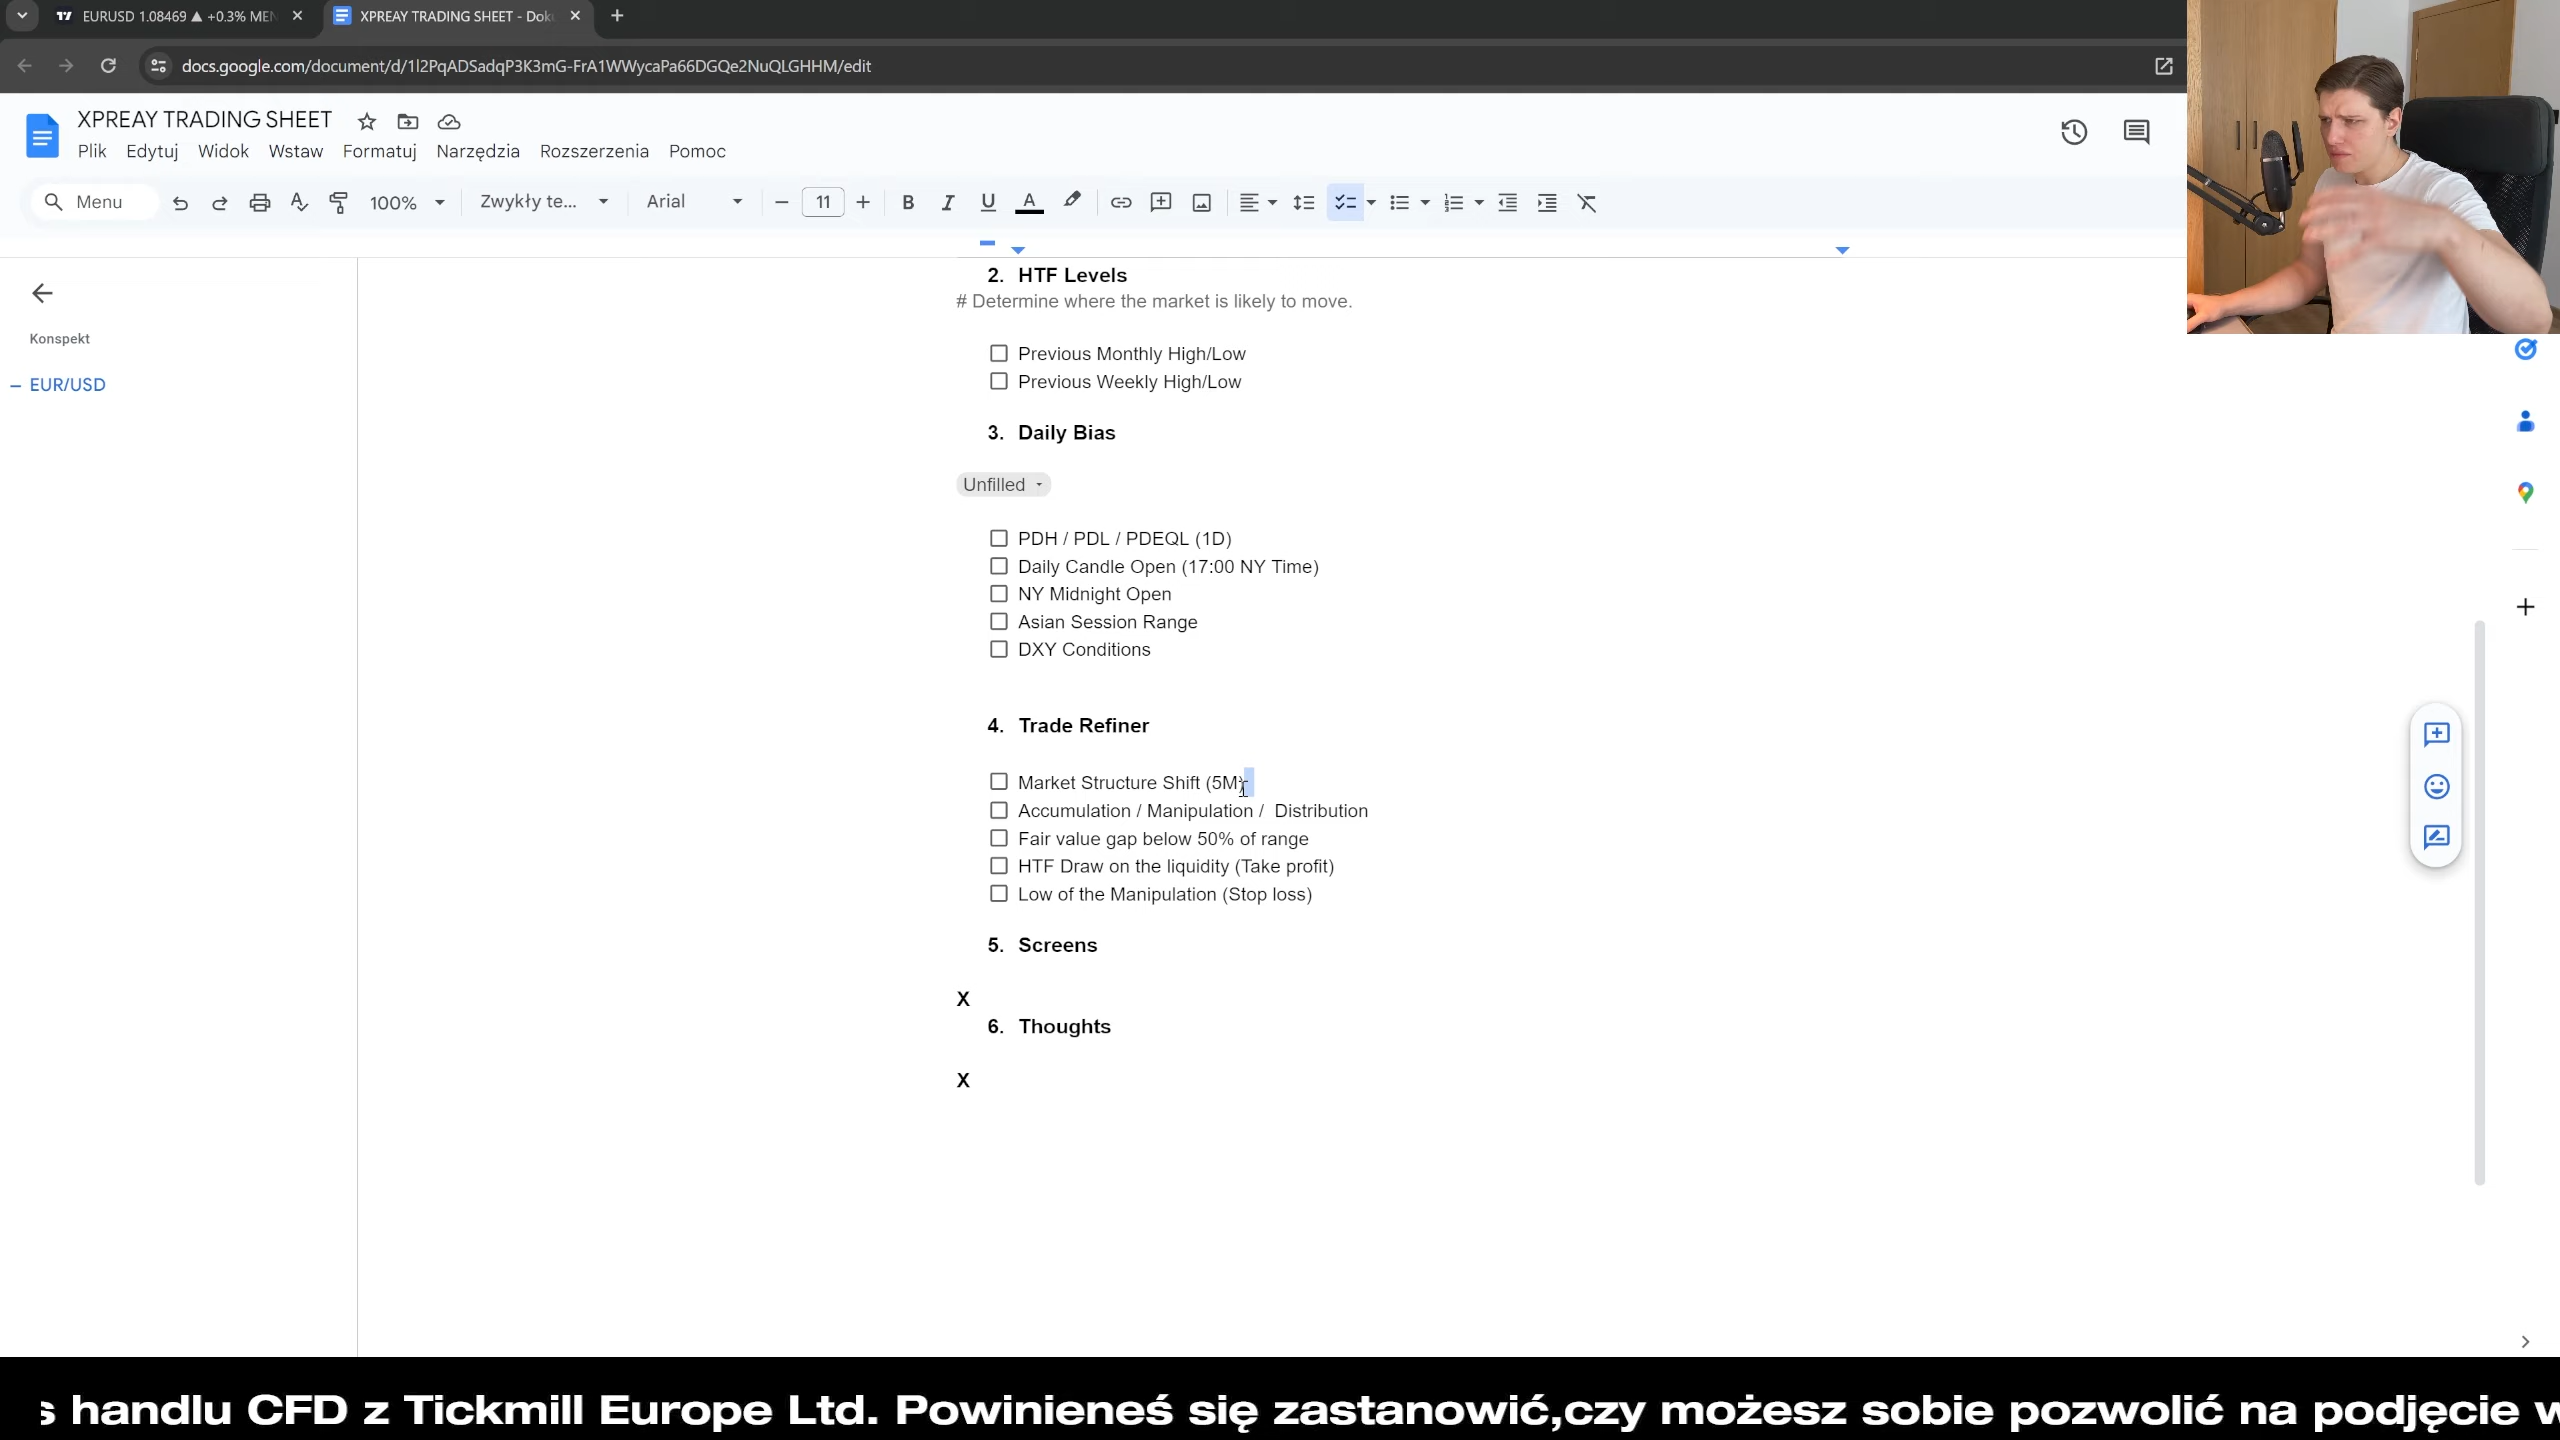 EURUSD 1.08469 ▲ +0.3% MEN
XPREAY TRADING SHEET - Dok
docs.google.com/document/d/1l2PqADSadqP3K3mG-FrA1WWycaPa66DGQe2NuQLGHHM/edit
XPREAY TRADING SHEET
Plik Edytuj Widok Wstaw Formatuj Narzędzia Rozszerzenia Pomoc
Menu 100% Zwykły te... Arial 11
Konspekt
EUR/USD
2. HTF Levels
# Determine where the market is likely to move.
Previous Monthly High/Low
Previous Weekly High/Low
3. Daily Bias
Unfilled
PDH / PDL / PDEQL (1D)
Daily Candle Open (17:00 NY Time)
NY Midnight Open
Asian Session Range
DXY Conditions
4. Trade Refiner
Market Structure Shift (5M)
Accumulation / Manipulation /  Distribution
Fair value gap below 50% of range
HTF Draw on the liquidity (Take profit)
Low of the Manipulation (Stop loss)
5. Screens
X
6. Thoughts
X
s handlu CFD z Tickmill Europe Ltd. Powinieneś się zastanowić,czy możesz sobie pozwolić na podjęcie w